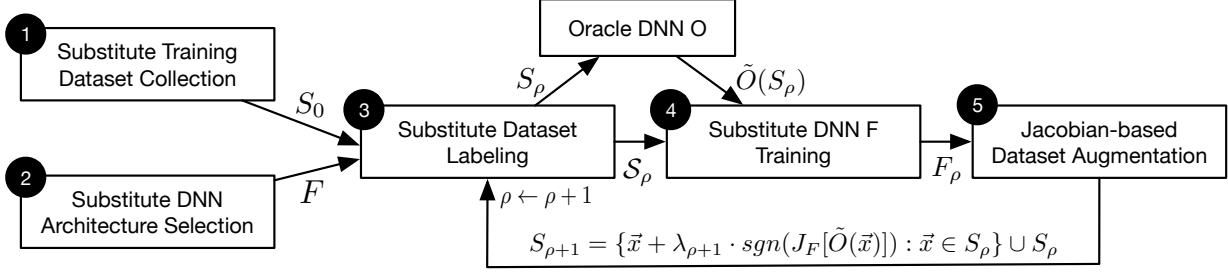 1
Substitute Training
Dataset Collection
2
Substitute DNN
Architecture Selection
S_0
F
3
Substitute Dataset
Labeling
S_ρ
Oracle DNN O
Õ(S_ρ)
𝒮_ρ
4
Substitute DNN F
Training
F_ρ
5
Jacobian-based
Dataset Augmentation
ρ ← ρ + 1
S_{ρ+1} = {x⃗ + λ_{ρ+1} · sgn(J_F[Õ(x⃗)]) : x⃗ ∈ S_ρ} ∪ S_ρ